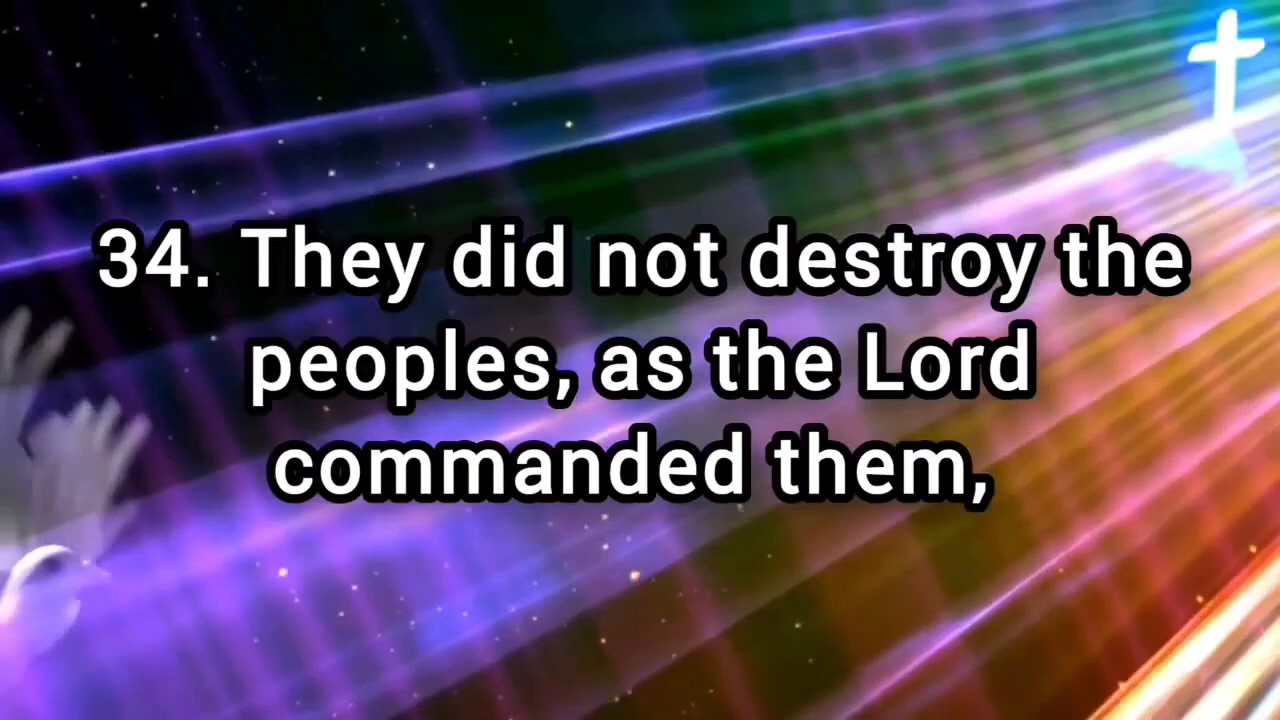 34. They did not destroy the
peoples, as the Lord
commanded them,